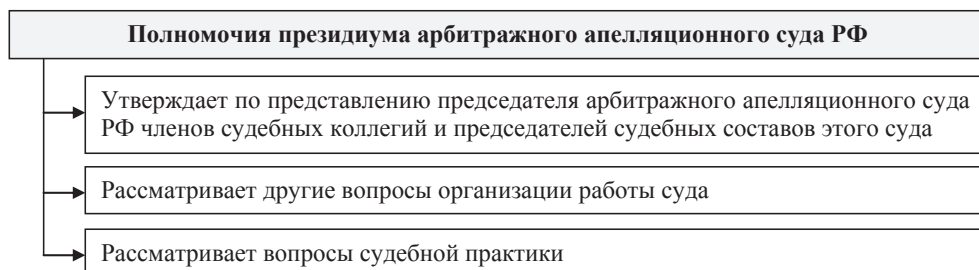 Полномочия президиума арбитражного апелляционного суда РФ
Утверждает по представлению председателя арбитражного апелляционного суда
РФ членов судебных коллегий и председателей судебных составов этого суда
Рассматривает другие вопросы организации работы суда
Рассматривает вопросы судебной практики